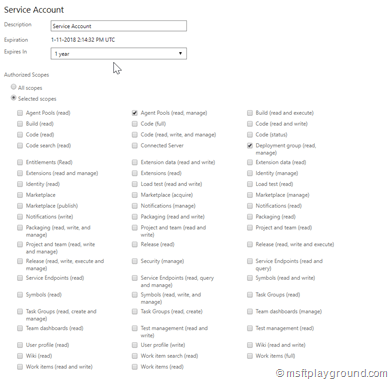 Service Account
Description Service Account
Expiration 1-11-2018 2:14:32 PM UTC
Expires In 1 year
Authorized Scopes
All scopes
Selected scopes
Agent Pools (read) Agent Pools (read, manage) Build (read and execute)
Build (read) Code (full) Code (read and write)
Code (read) Code (read, write, and manage) Code (status)
Code search (read) Connected Server Deployment group (read, manage)
Entitlements (Read) Extension data (read and write) Extension data (read)
Extensions (read and manage) Extensions (read) Identity (manage)
Identity (read) Load test (read and write) Load test (read)
Marketplace Marketplace (acquire) Marketplace (manage)
Marketplace (publish) Notifications (manage) Notifications (read)
Notifications (write) Packaging (read and write) Packaging (read)
Packaging (read, write, and manage) Project and team (read and write) Project and team (read)
Project and team (read, write and manage) Release (read) Release (read, write and execute)
Release (read, write, execute and manage) Security (manage) Service Endpoints (read and query)
Service Endpoints (read) Service Endpoints (read, query and manage) Symbols (read and write)
Symbols (read) Symbols (read, write, and manage) Task Groups (read)
Task Groups (read, create and manage) Task Groups (read, create) Team dashboards (manage)
Team dashboards (read) Test management (read and write) Test management (read)
User profile (read) User profile (write) Wiki (read and write)
Wiki (read) Work item search (read) Work items (full)
Work items (read and write) Work items (read)
© msftplayground.com